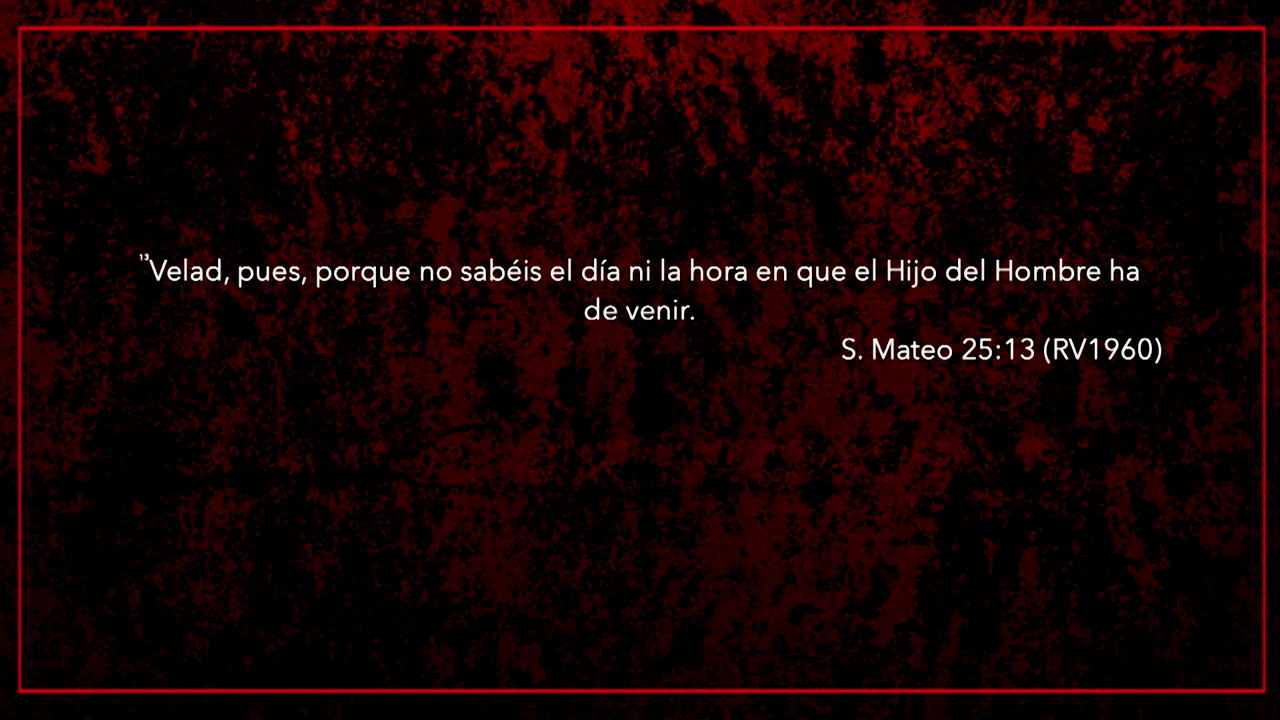 ¹³Velad, pues, porque no sabéis el día ni la hora en que el Hijo del Hombre ha
de venir.
S. Mateo 25:13 (RV1960)